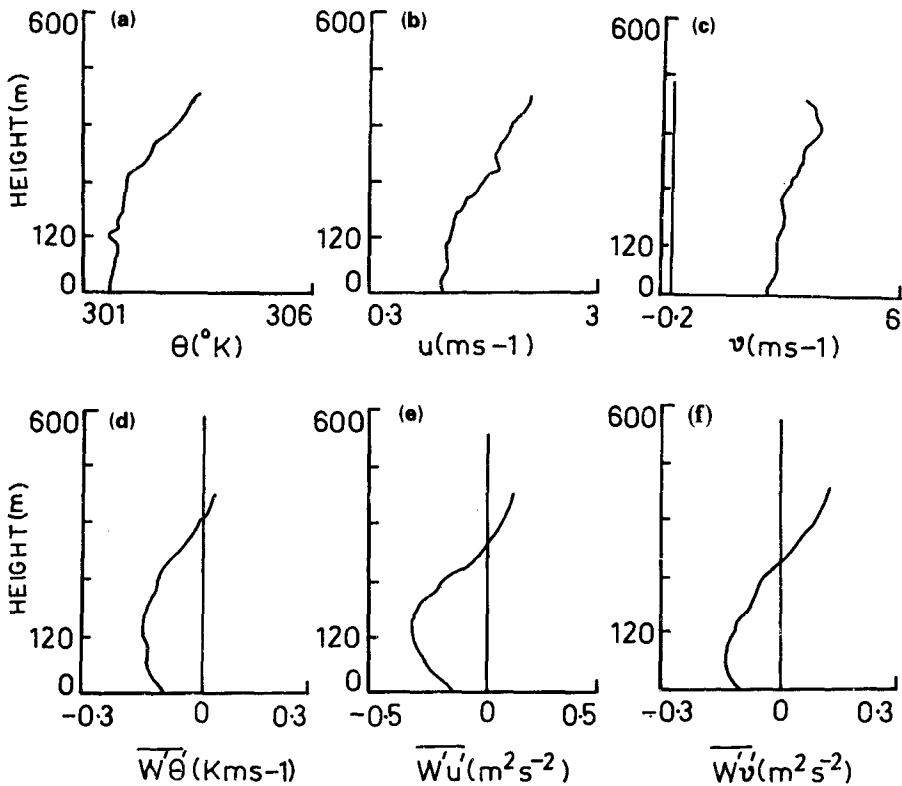 600 (a)
HEIGHT(m)
120
0
301 306
θ(°K)
600 (b)
120
0
0.3 3
u(ms-1)
600 (c)
120
0
-0.2 6
v(ms-1)
600 (d)
HEIGHT(m)
120
0
-0.3 0 0.3
W'θ'(Kms-1)
600 (e)
120
0
-0.5 0 0.5
W'u'(m²s⁻²)
600 (f)
120
0
-0.3 0 0.3
W'v'(m²s⁻²)